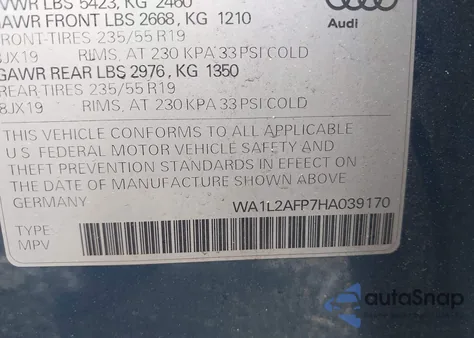 GVWR LBS 5423, KG 2460
GAWR FRONT LBS 2668, KG 1210
FRONT-TIRES 235/55 R19
8JX19 RIMS, AT 230 KPA 33 PSI COLD
GAWR REAR LBS 2976, KG 1350
REAR TIRES 235/55 R19
8JX19 RIMS, AT 230 KPA 33 PSI COLD
Audi
THIS VEHICLE CONFORMS TO ALL APPLICABLE
U.S. FEDERAL MOTOR VEHICLE SAFETY AND
THEFT PREVENTION STANDARDS IN EFFECT ON
THE DATE OF MANUFACTURE SHOWN ABOVE.
GERMANY
WA1L2AFP7HA039170
TYPE:
MPV
autoSnap